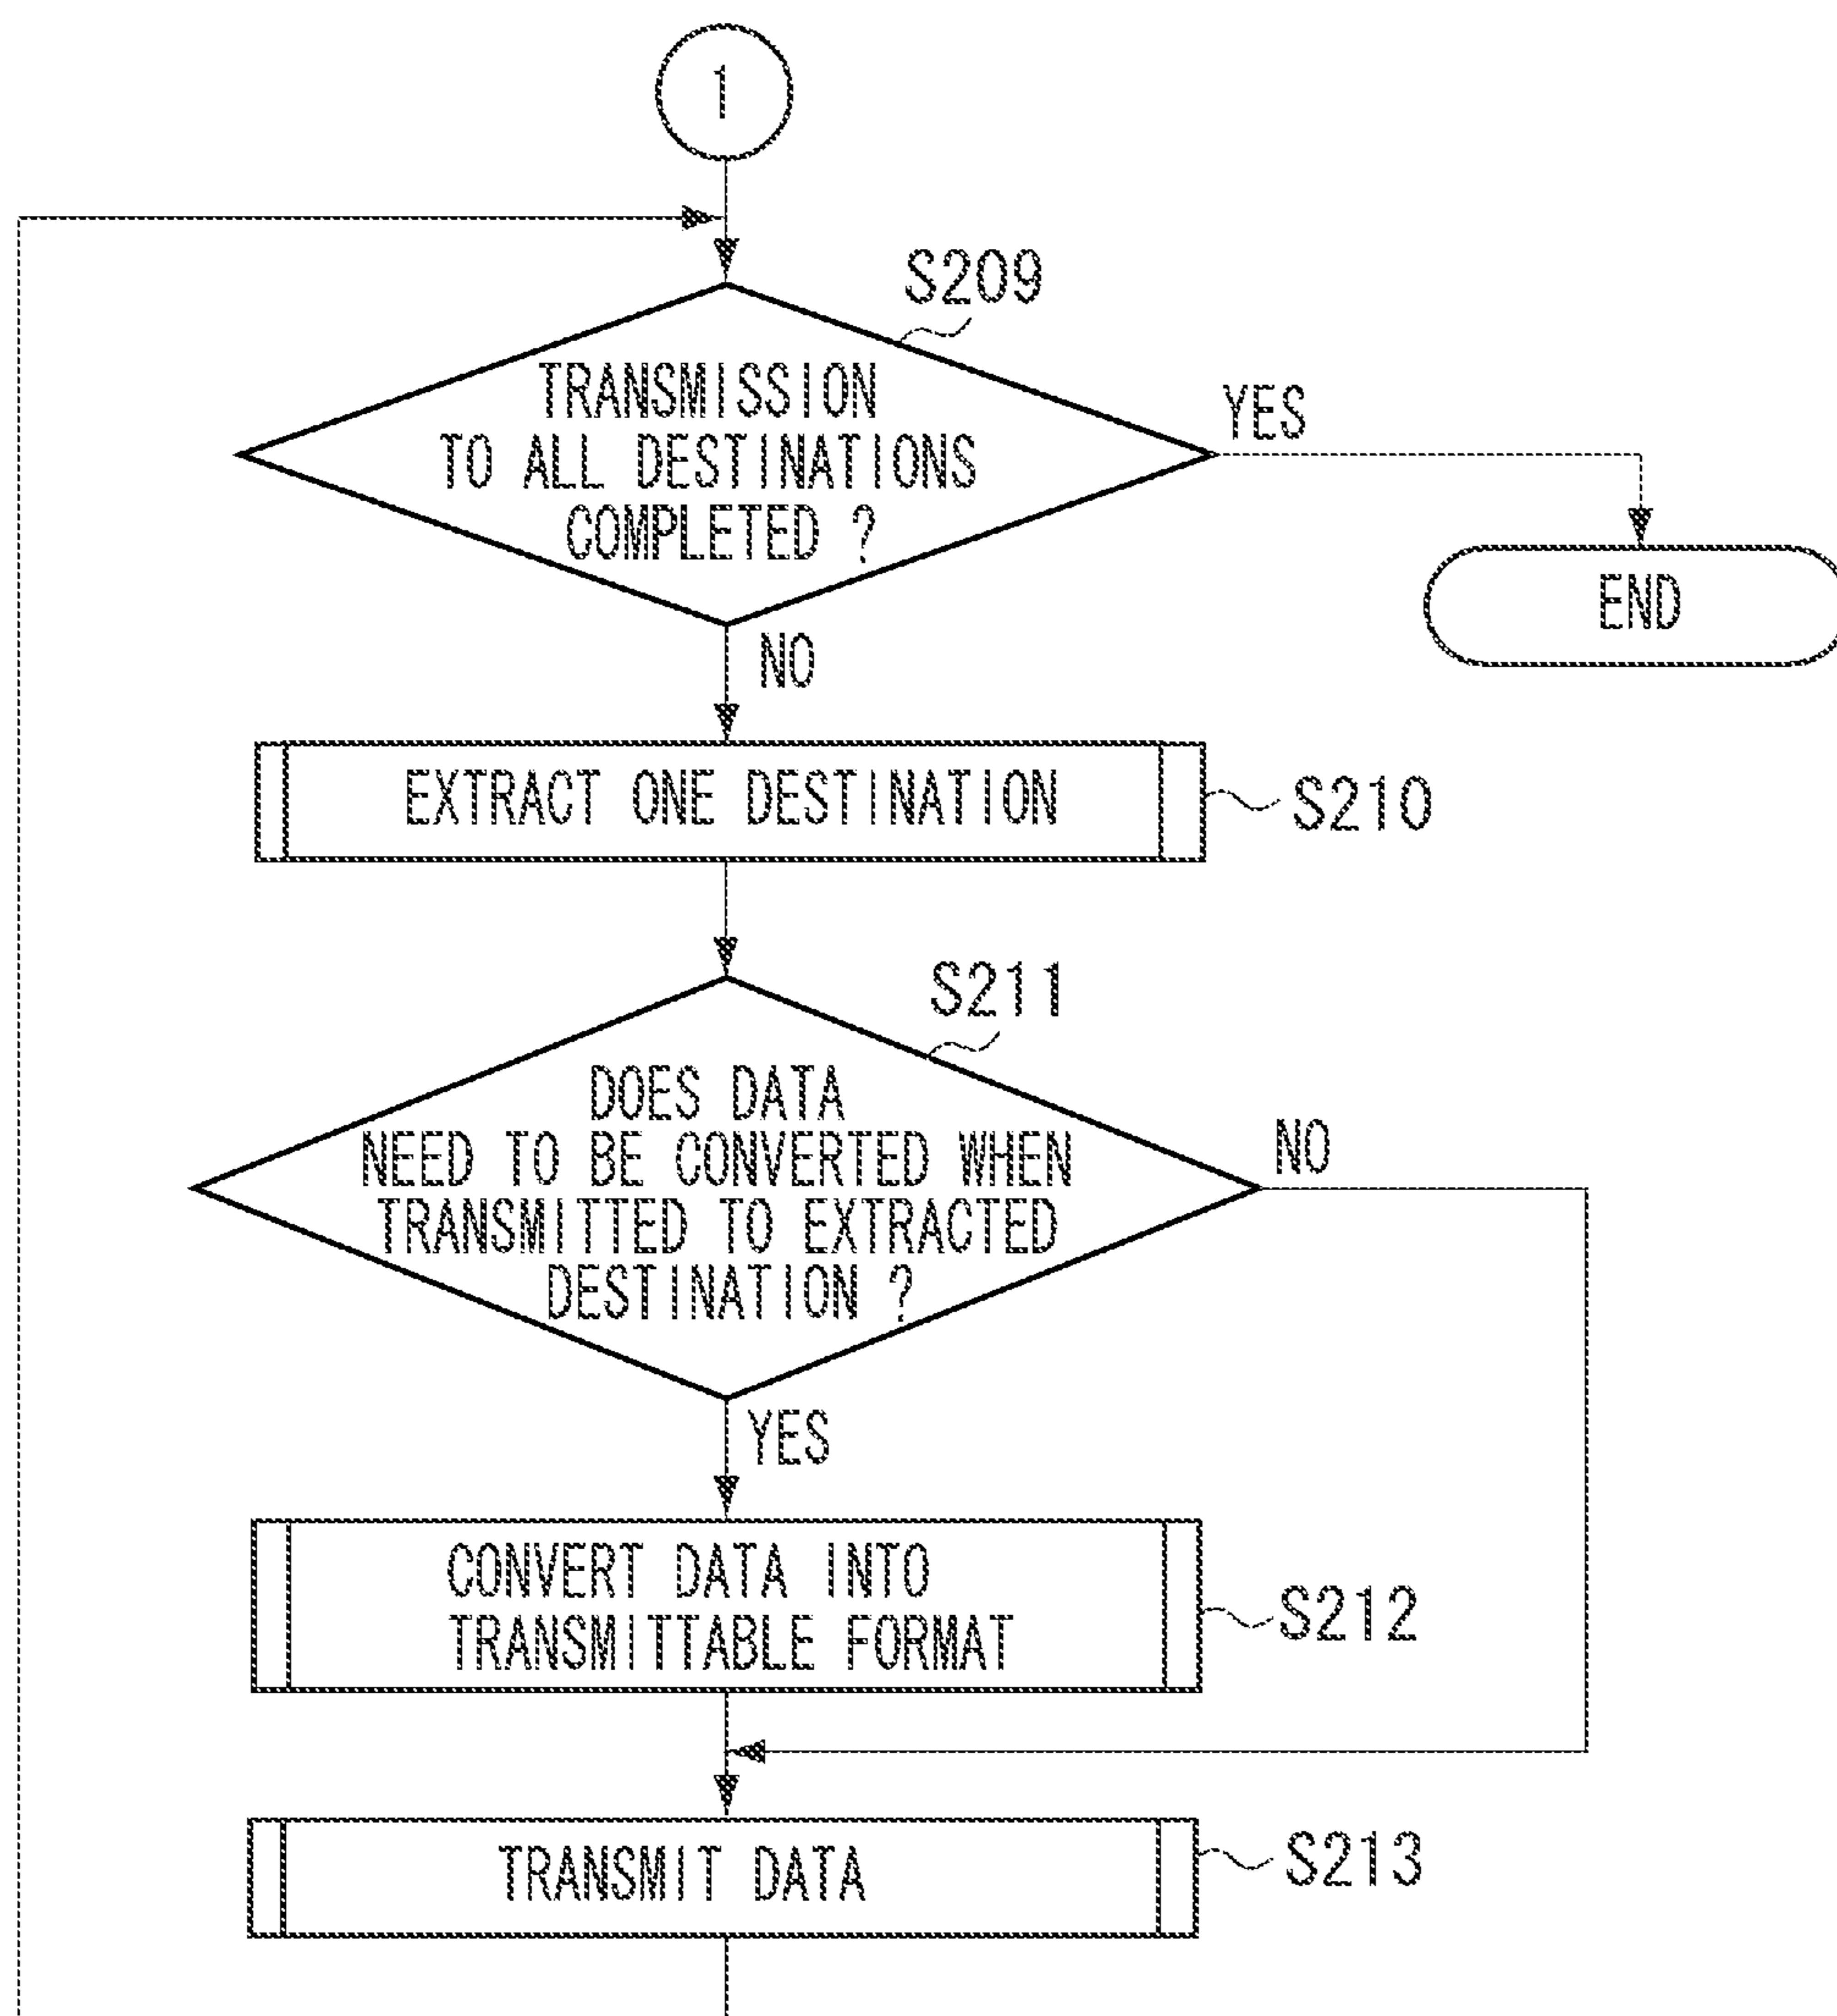 1
S209
TRANSMISSION
TO ALL DESTINATIONS
COMPLETED ?
YES
END
NO
EXTRACT ONE DESTINATION
S210
S211
DOES DATA
NEED TO BE CONVERTED WHEN
TRANSMITTED TO EXTRACTED
DESTINATION ?
NO
YES
CONVERT DATA INTO
TRANSMITTABLE FORMAT
S212
TRANSMIT DATA
S213